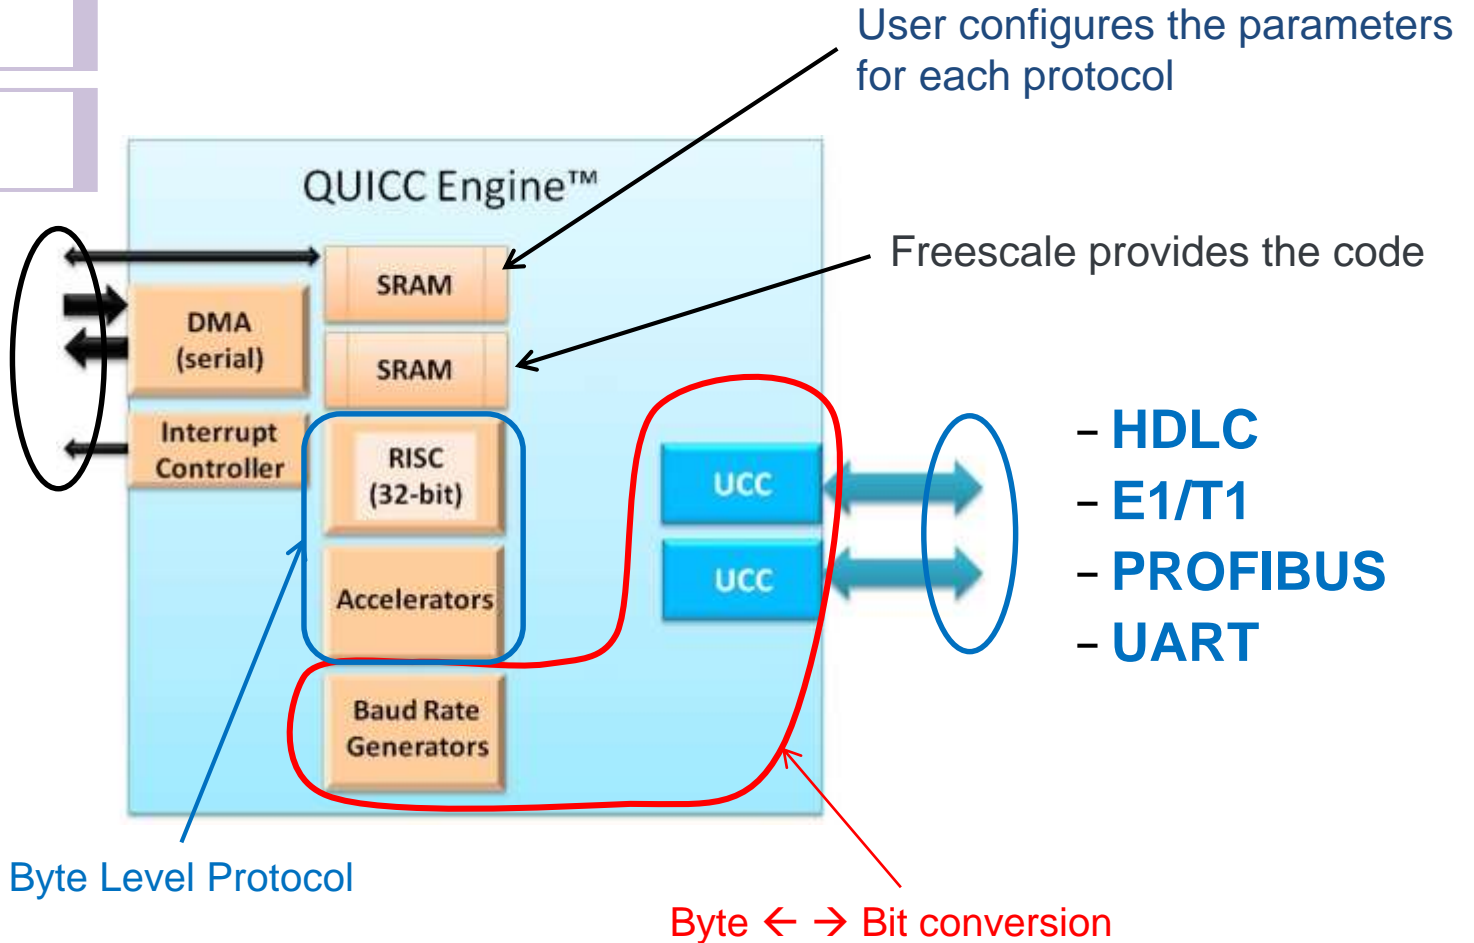 User configures the parameters
for each protocol
QUICC Engine™
Freescale provides the code
SRAM
DMA
(serial)
SRAM
Interrupt
Controller
RISC
(32-bit)
Accelerators
Baud Rate
Generators
UCC
UCC
– HDLC
– E1/T1
– PROFIBUS
– UART
Byte Level Protocol
Byte ← → Bit conversion